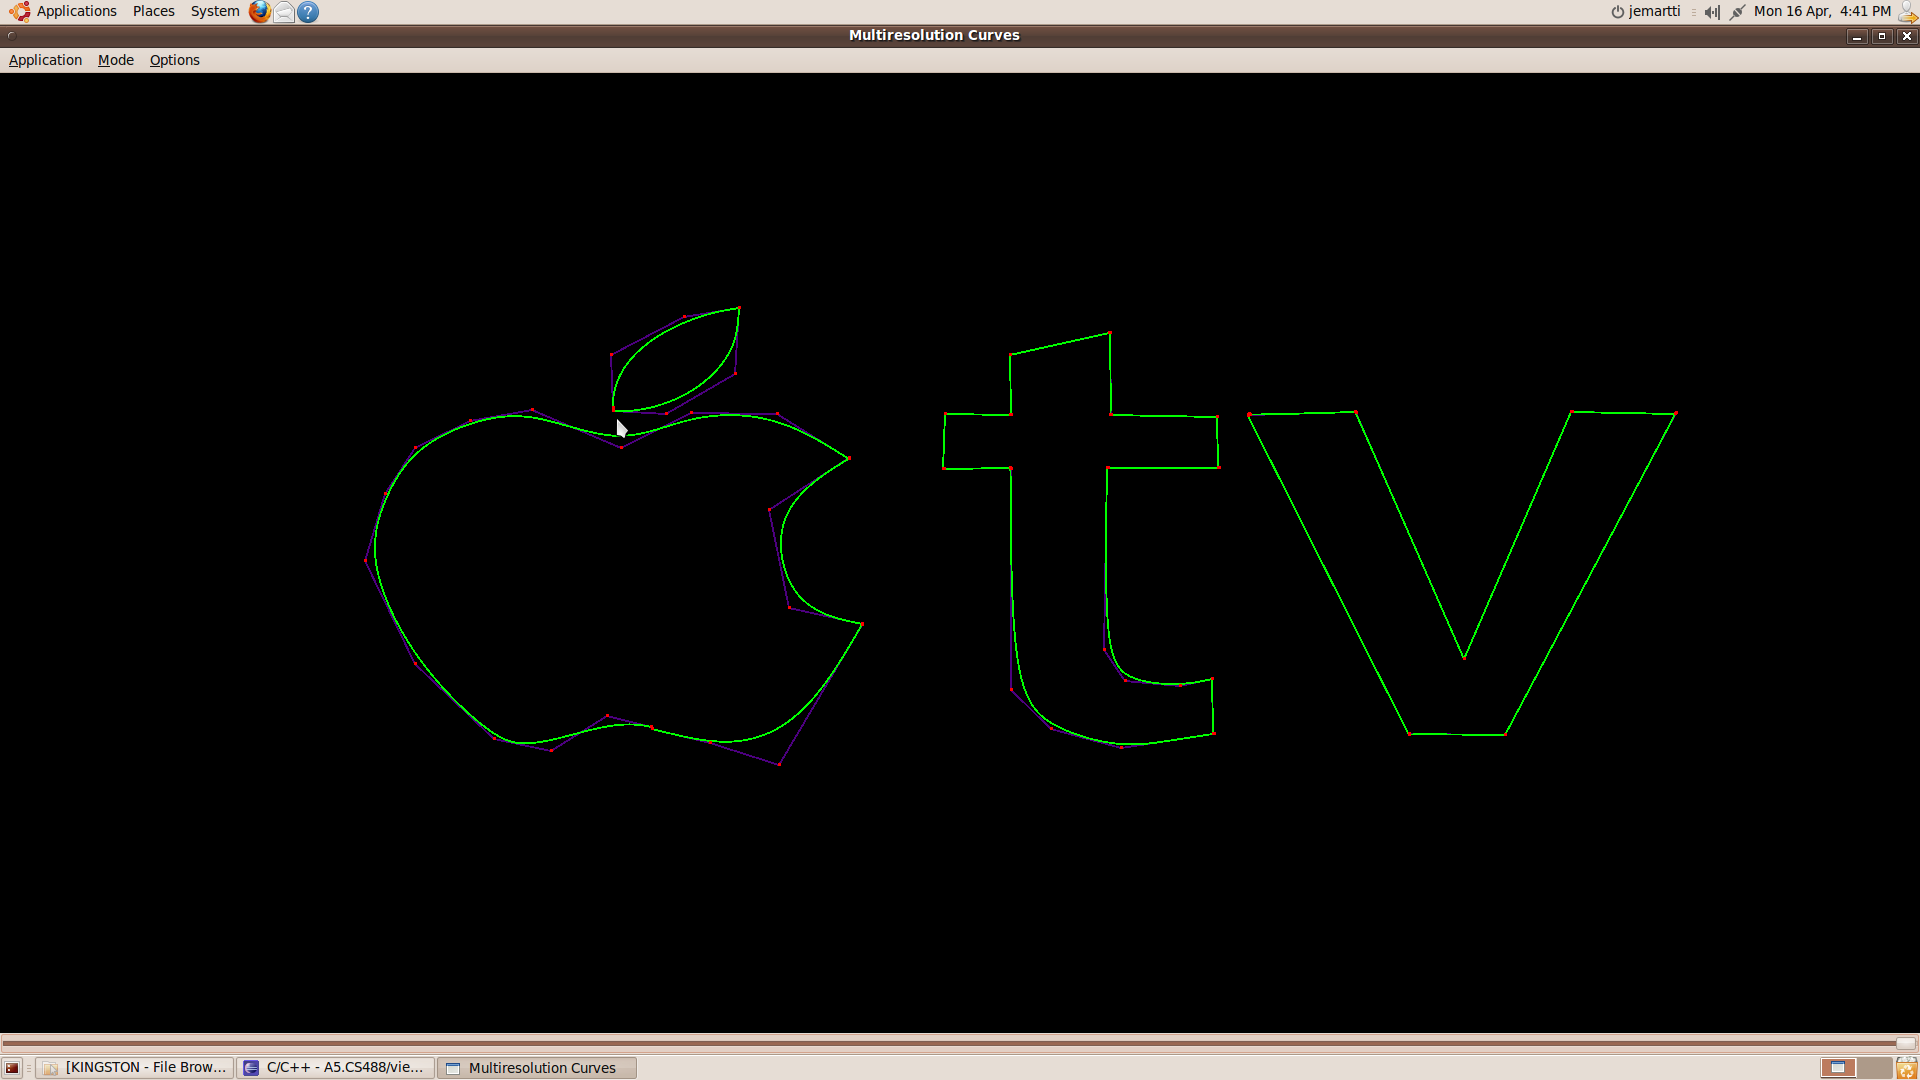 Applications Places System ? jemartti Mon 16 Apr, 4:41 PM
Multiresolution Curves
Application Mode Options
tv
[KINGSTON - File Brow... C/C++ - A5.CS488/vie... Multiresolution Curves